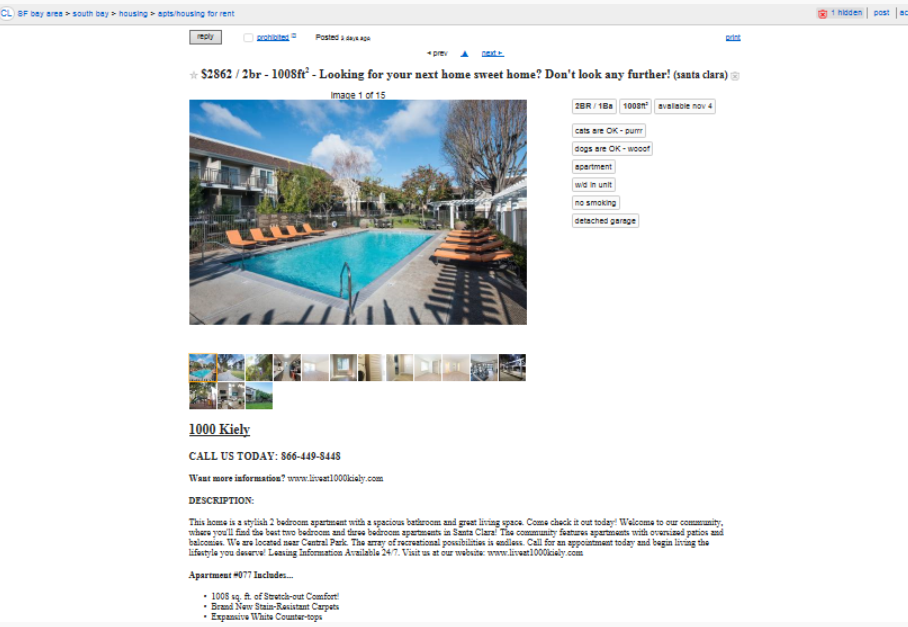 CL SF bay area > south bay > housing > apts/housing for rent
1 hidden post
reply prohibited Posted 2 days ago print
◂ prev ▲ next ▸
☆ $2862 / 2br - 1008ft² - Looking for your next home sweet home? Don't look any further! (santa clara)
Image 1 of 15
2BR / 1Ba 1008ft² available nov 4
cats are OK - purrr
dogs are OK - wooof
apartment
w/d in unit
no smoking
detached garage
1000 Kiely
CALL US TODAY: 866-449-8448
Want more information? www.liveat1000kiely.com
DESCRIPTION:
This home is a stylish 2 bedroom apartment with a spacious bathroom and great living space. Come check it out today! Welcome to our community,
where you'll find the best two bedroom and three bedroom apartments in Santa Clara! The community features apartments with oversized patios and
balconies. We are located near Central Park. The array of recreational possibilities is endless. Call for an appointment today and begin living the
lifestyle you deserve! Leasing Information Available 24/7. Visit us at our website: www.liveat1000kiely.com
Apartment #077 Includes...
• 1008 sq. ft. of Stretch-out Comfort!
• Brand New Stain-Resistant Carpets
• Expansive White Counter-tops